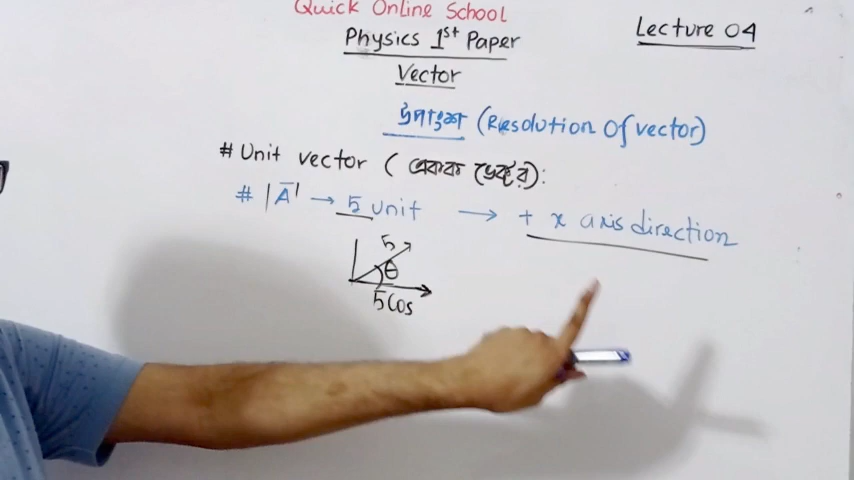 Quick Online School
Physics 1st Paper
Lecture 04
Vector
উপাংশ (Resolution Of vector)
# Unit vector ( একক ভেক্টর):
# |A̅| → 5 unit → + x axis direction
5
θ
5Cos